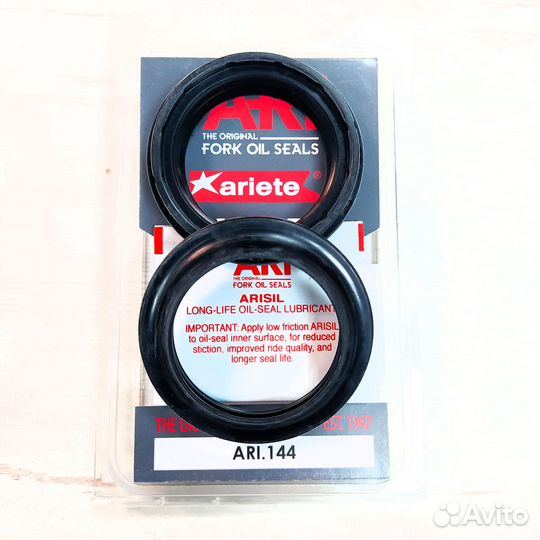 ARI
THE ORIGINAL
FORK OIL SEALS
ariete®
ARI
THE ORIGINAL
FORK OIL SEALS
ARISIL
LONG-LIFE OIL-SEAL LUBRICANT
IMPORTANT: Apply low friction ARISIL
to oil-seal inner surface, for reduced
stiction, improved ride quality, and
longer seal life.
THE EST 1947
ARI.144
Avito